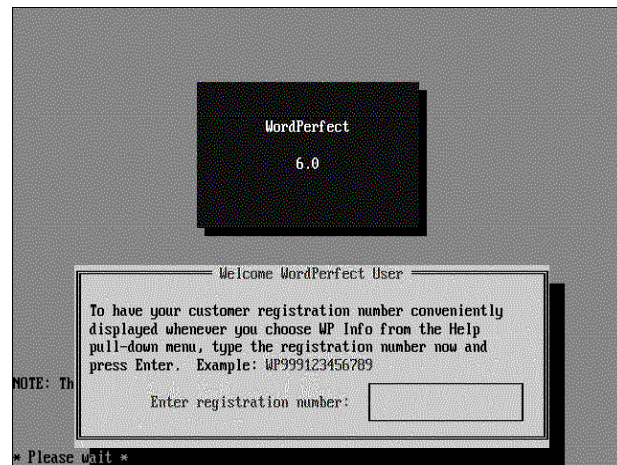 WordPerfect
6.0
Welcome WordPerfect User
To have your customer registration number conveniently
displayed whenever you choose WP Info from the Help
pull-down menu, type the registration number now and
press Enter.  Example: WP999123456789
NOTE: Th
Enter registration number:
* Please wait *